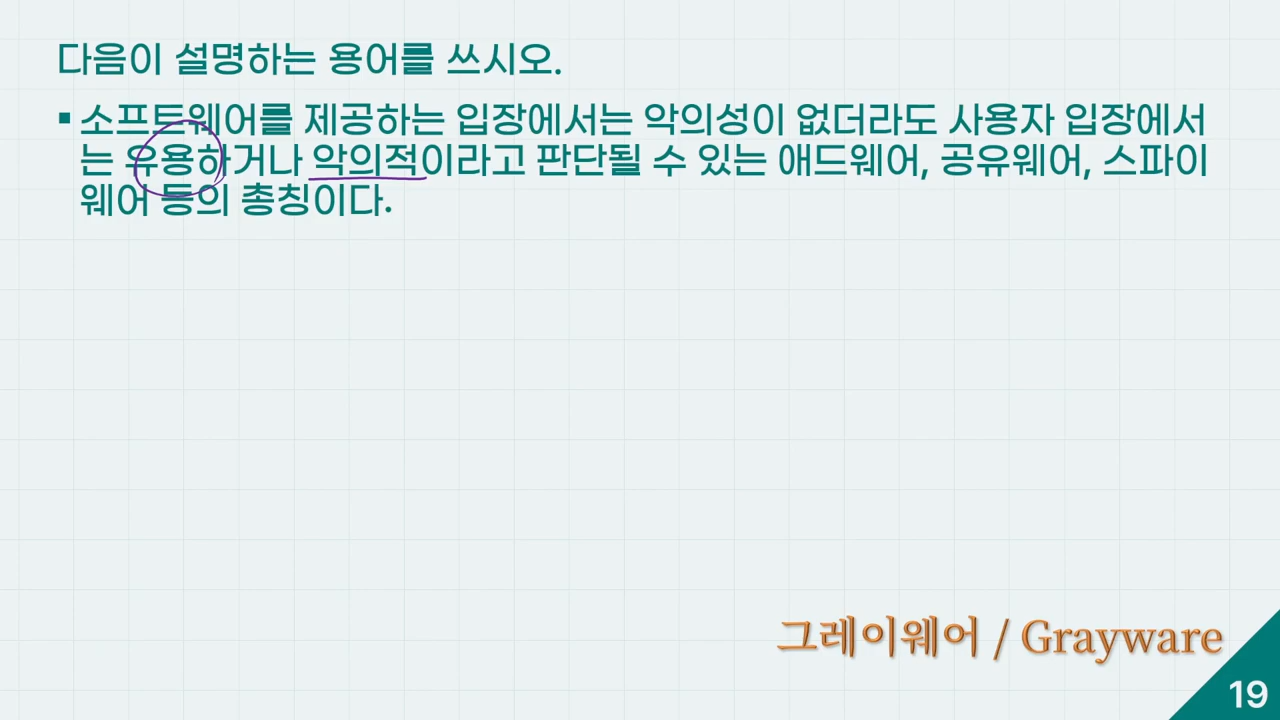 다음이 설명하는 용어를 쓰시오.
▪ 소프트웨어를 제공하는 입장에서는 악의성이 없더라도 사용자 입장에서
는 유용하거나 악의적이라고 판단될 수 있는 애드웨어, 공유웨어, 스파이
웨어 등의 총칭이다.
그레이웨어 / Grayware
19